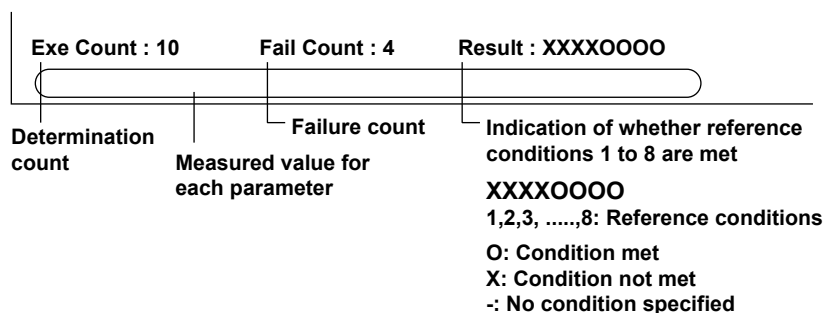 Exe Count : 10 Fail Count : 4 Result : XXXXOOOO
Determination
count
Measured value for
each parameter
Failure count
Indication of whether reference
conditions 1 to 8 are met
XXXXOOOO
1,2,3, .....,8: Reference conditions
O: Condition met
X: Condition not met
-: No condition specified